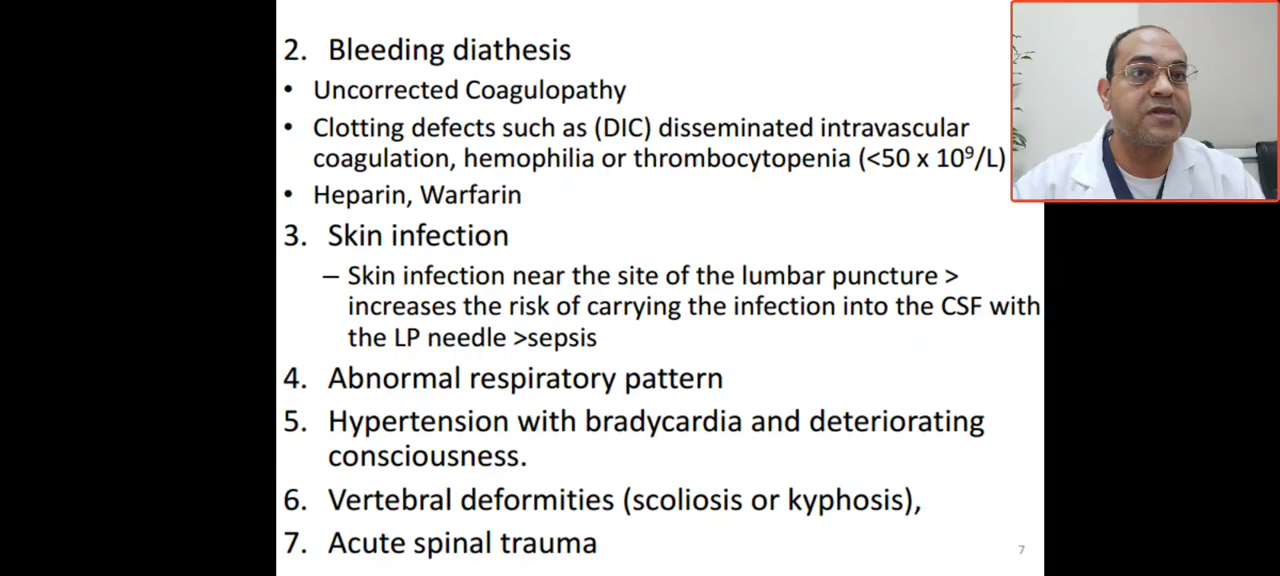 2. Bleeding diathesis
• Uncorrected Coagulopathy
• Clotting defects such as (DIC) disseminated intravascular
coagulation, hemophilia or thrombocytopenia (<50 x 10⁹/L)
• Heparin, Warfarin
3. Skin infection
– Skin infection near the site of the lumbar puncture >
increases the risk of carrying the infection into the CSF with
the LP needle >sepsis
4. Abnormal respiratory pattern
5. Hypertension with bradycardia and deteriorating
consciousness.
6. Vertebral deformities (scoliosis or kyphosis),
7. Acute spinal trauma
7